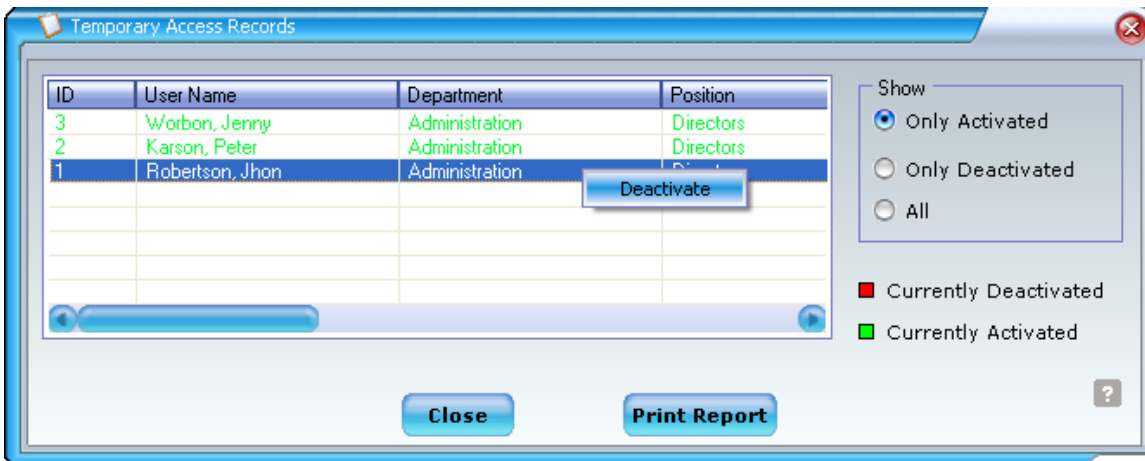 Temporary Access Records
ID User Name Department Position
3 Worbon, Jenny Administration Directors
2 Karson, Peter Administration Directors
1 Robertson, Jhon Administration
Deactivate
Show
Only Activated
Only Deactivated
All
Currently Deactivated
Currently Activated
Close Print Report
?